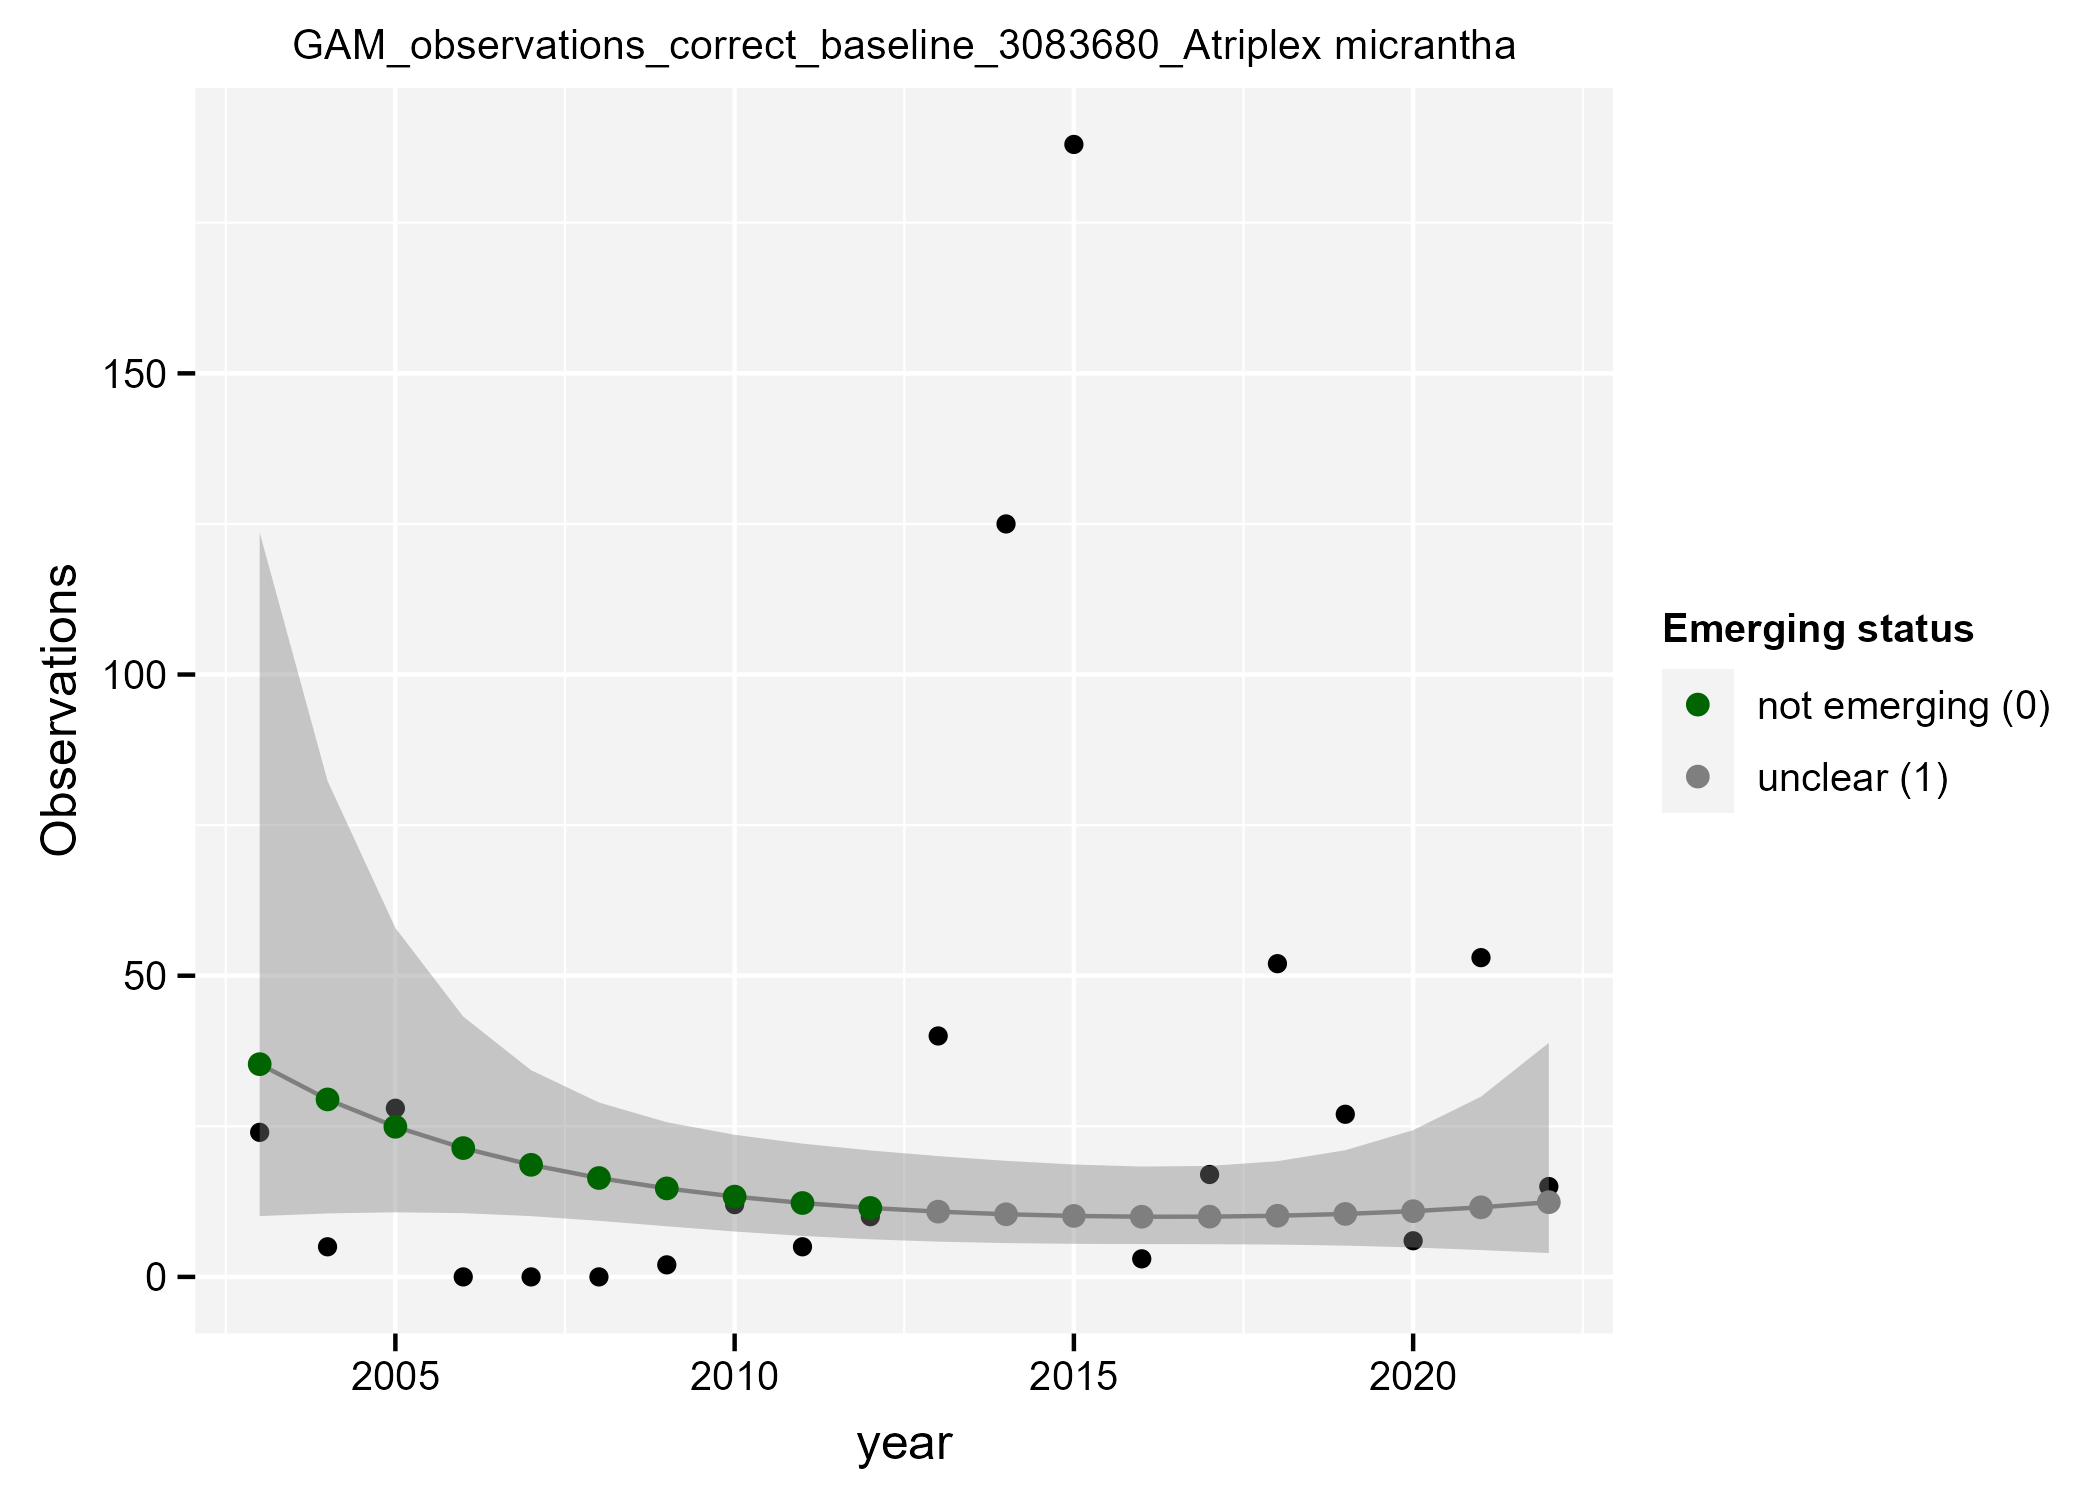 GAM_observations_correct_baseline_3083680_Atriplex micrantha
Observations
150
100
50
0
2005 2010 2015 2020
year
Emerging status
not emerging (0)
unclear (1)